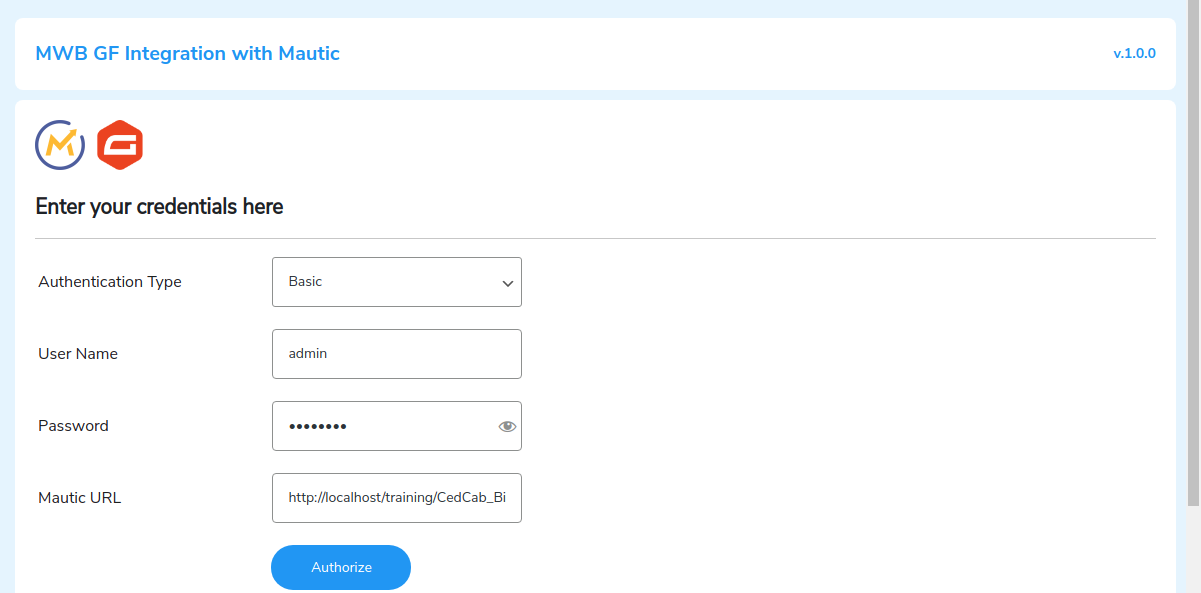 MWB GF Integration with Mautic
v.1.0.0
Enter your credentials here
Authentication Type
Basic
User Name
admin
Password
••••••••
Mautic URL
http://localhost/training/CedCab_Bi
Authorize